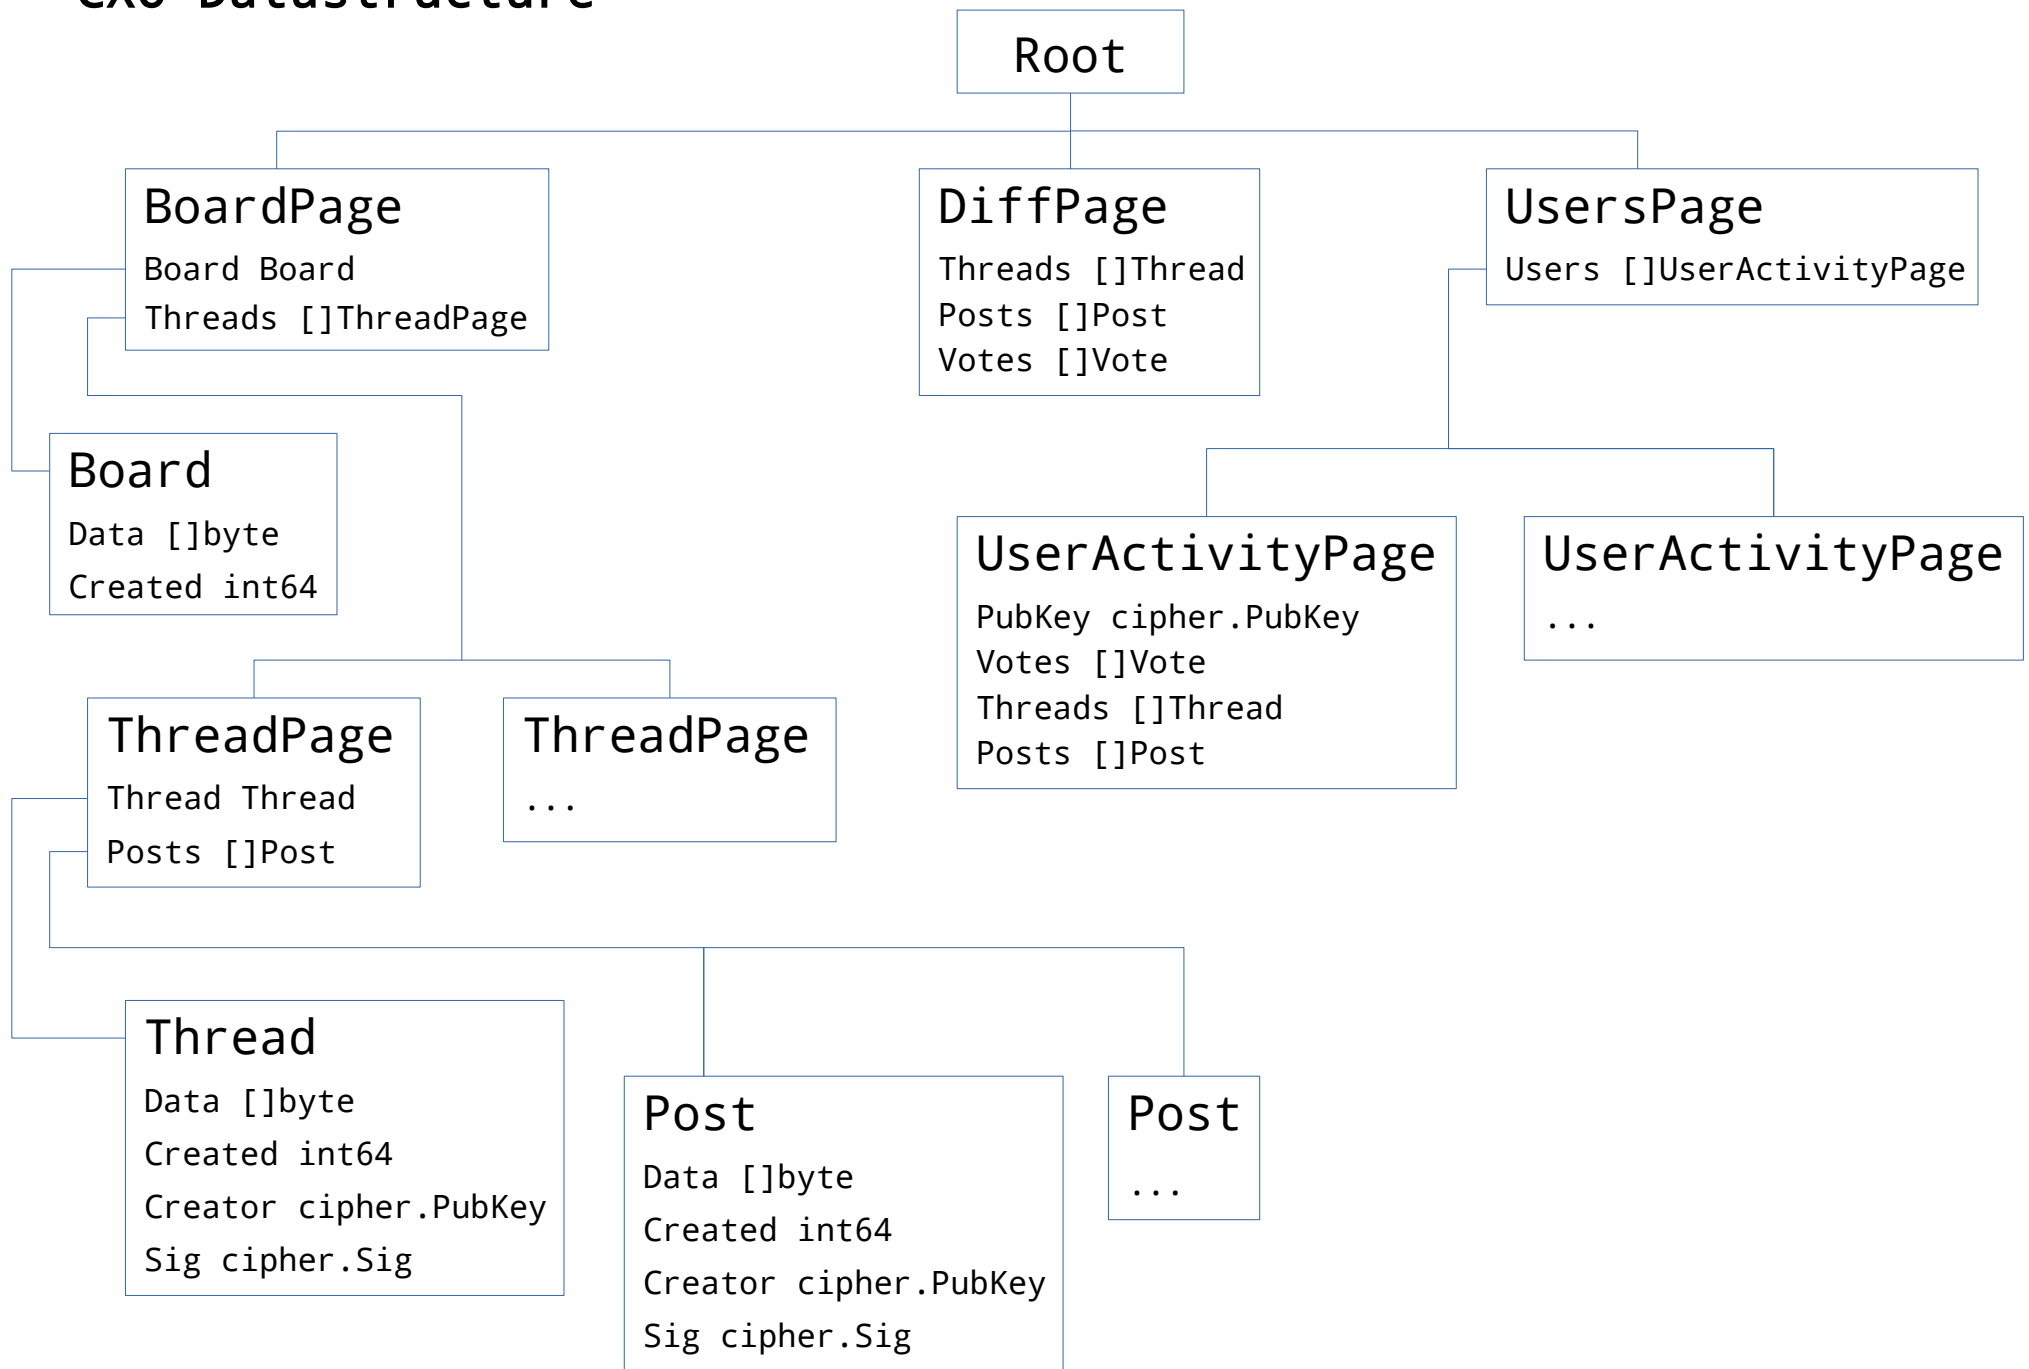 CXO Datastructure
Root
BoardPage
Board Board
Threads []ThreadPage
DiffPage
Threads []Thread
Posts []Post
Votes []Vote
UsersPage
Users []UserActivityPage
Board
Data []byte
Created int64
UserActivityPage
PubKey cipher.PubKey
Votes []Vote
Threads []Thread
Posts []Post
UserActivityPage
...
ThreadPage
Thread Thread
Posts []Post
ThreadPage
...
Thread
Data []byte
Created int64
Creator cipher.PubKey
Sig cipher.Sig
Post
Data []byte
Created int64
Creator cipher.PubKey
Sig cipher.Sig
Post
...